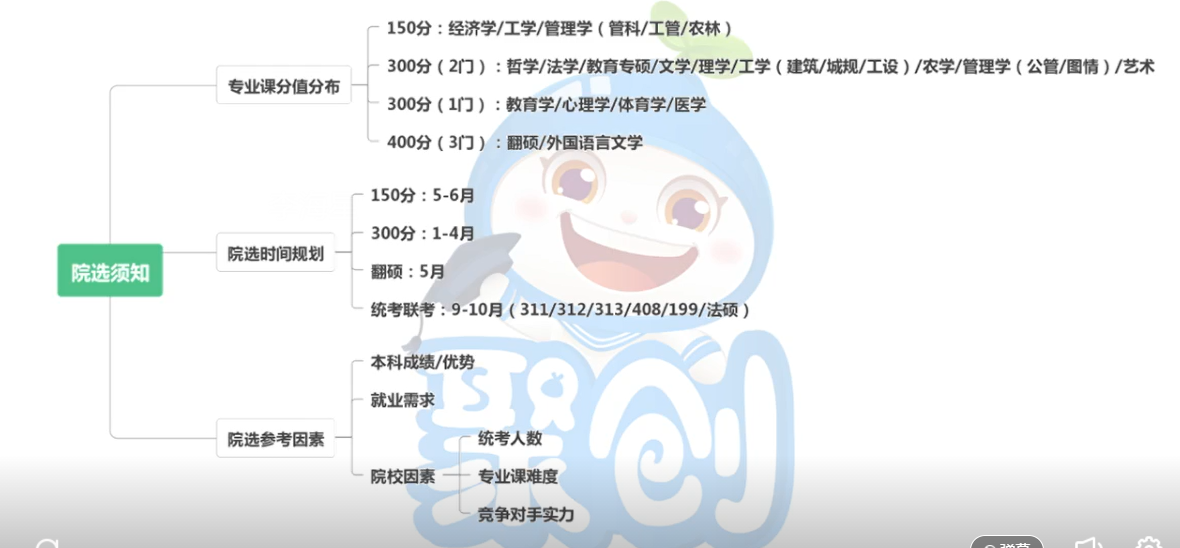 院选须知
专业课分值分布
150分：经济学/工学/管理学（管科/工管/农林）
300分（2门）：哲学/法学/教育专硕/文学/理学/工学（建筑/城规/工设）/农学/管理学（公管/图情）/艺术
300分（1门）：教育学/心理学/体育学/医学
400分（3门）：翻硕/外国语言文学
院选时间规划
150分：5-6月
300分：1-4月
翻硕：5月
统考联考：9-10月（311/312/313/408/199/法硕）
院选参考因素
本科成绩/优势
就业需求
院校因素
统考人数
专业课难度
竞争对手实力
聚创